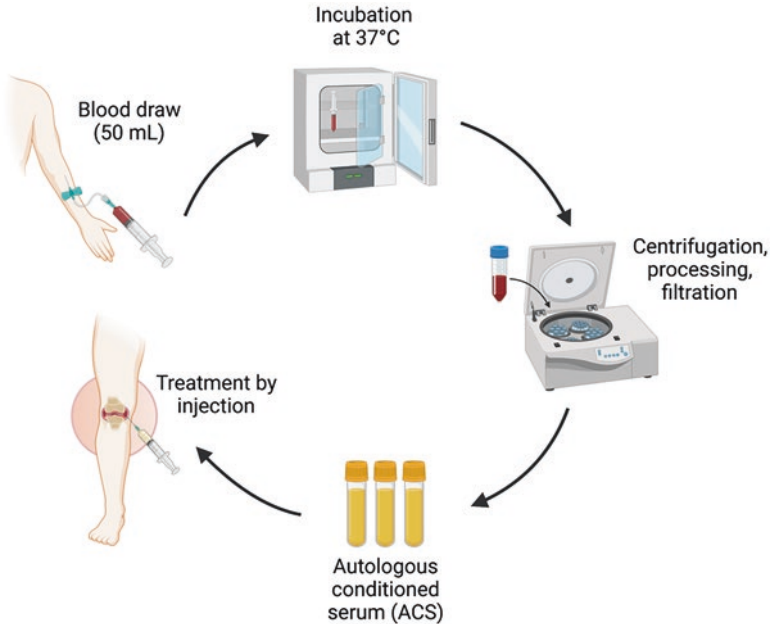 Incubation
at 37°C
Blood draw
(50 mL)
Centrifugation,
processing,
filtration
Treatment by
injection
Autologous
conditioned
serum (ACS)